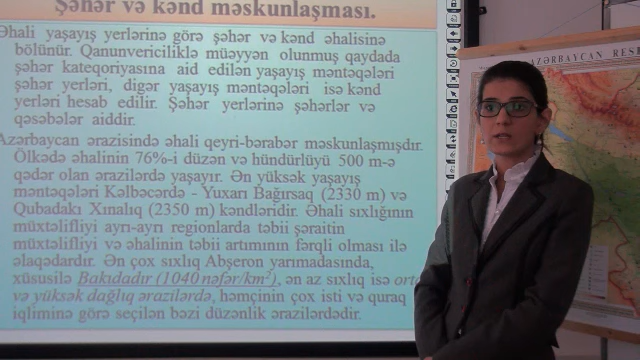 Şəhər və kənd məskunlaşması.
Əhali yaşayış yerlərinə görə şəhər və kənd əhalisinə
bölünür. Qanunvericiliklə müəyyən olunmuş qaydada
şəhər kateqoriyasına aid edilən yaşayış məntəqələri
şəhər yerləri, digər yaşayış məntəqələri isə kənd
yerləri hesab edilir. Şəhər yerlərinə şəhərlər və
qəsəbələr aiddir.
Azərbaycan ərazisində əhali qeyri-bərabər məskunlaşmışdır.
Ölkədə əhalinin 76%-i düzən və hündürlüyü 500 m-ə
qədər olan ərazilərdə yaşayır. Ən yüksək yaşayış
məntəqələri Kəlbəcərdə - Yuxarı Bağırsaq (2330 m) və
Qubadakı Xınalıq (2350 m) kəndləridir. Əhali sıxlığının
müxtəlifliyi ayrı-ayrı regionlarda təbii şəraitin
müxtəlifliyi və əhalinin təbii artımının fərqli olması ilə
əlaqədardır. Ən çox sıxlıq Abşeron yarımadasında,
xüsusilə Bakıdadır (1040 nəfər/km²), ən az sıxlıq isə orta
və yüksək dağlıq ərazilərdə, həmçinin çox isti və quraq
iqliminə görə seçilən bəzi düzənlik ərazilərdədir.
AZƏRBAYCAN RES